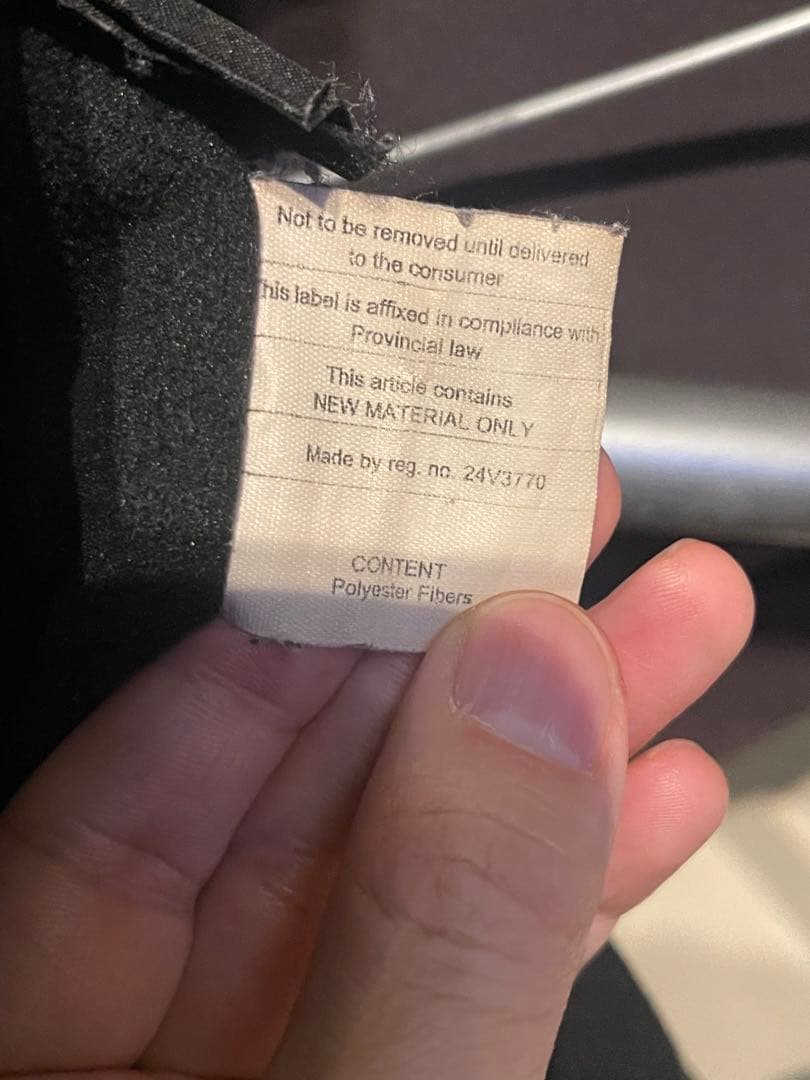 Not to be removed until delivered
to the consumer
his label is affixed in compliance with
Provincial law
This article contains
NEW MATERIAL ONLY
Made by reg. no. 24V3770
CONTENT
Polyester Fibers